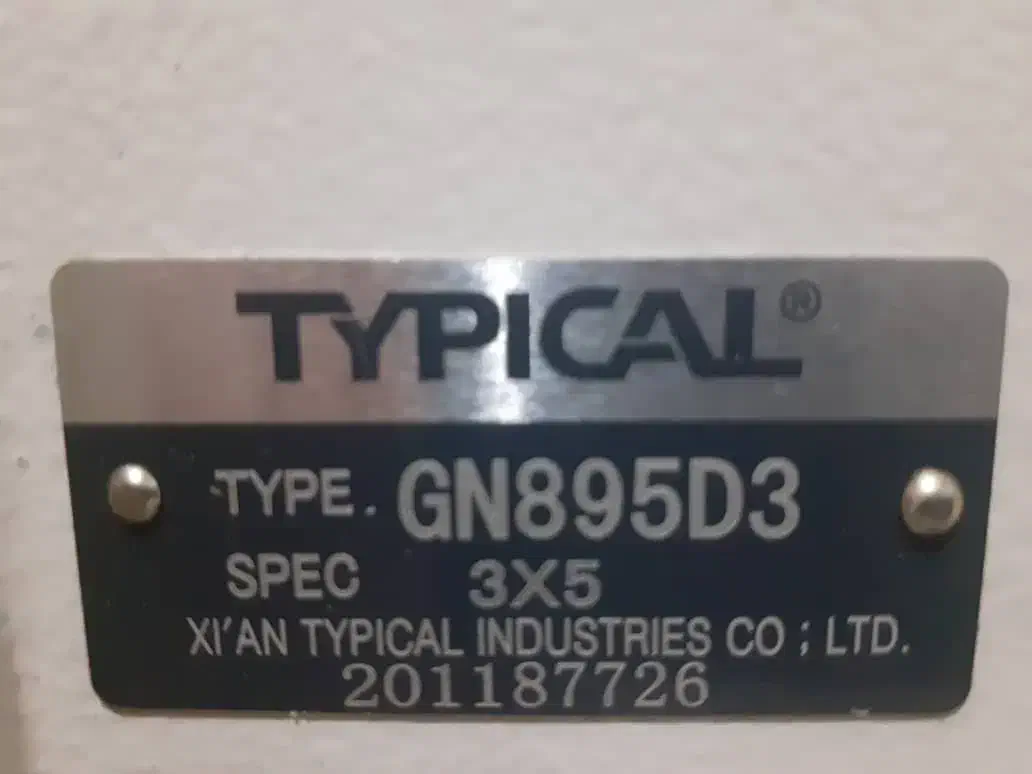 TYPICAL®
TYPE. GN895D3
SPEC 3X5
XI'AN TYPICAL INDUSTRIES CO ; LTD.
201187726